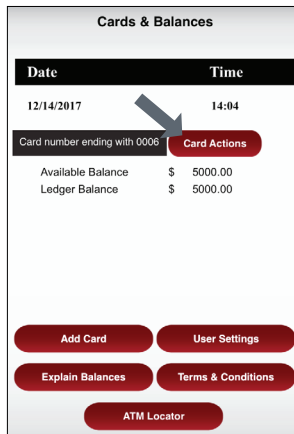 Cards & Balances
Date Time
12/14/2017 14:04
Card number ending with 0006 Card Actions
Available Balance $ 5000.00
Ledger Balance $ 5000.00
Add Card User Settings
Explain Balances Terms & Conditions
ATM Locator